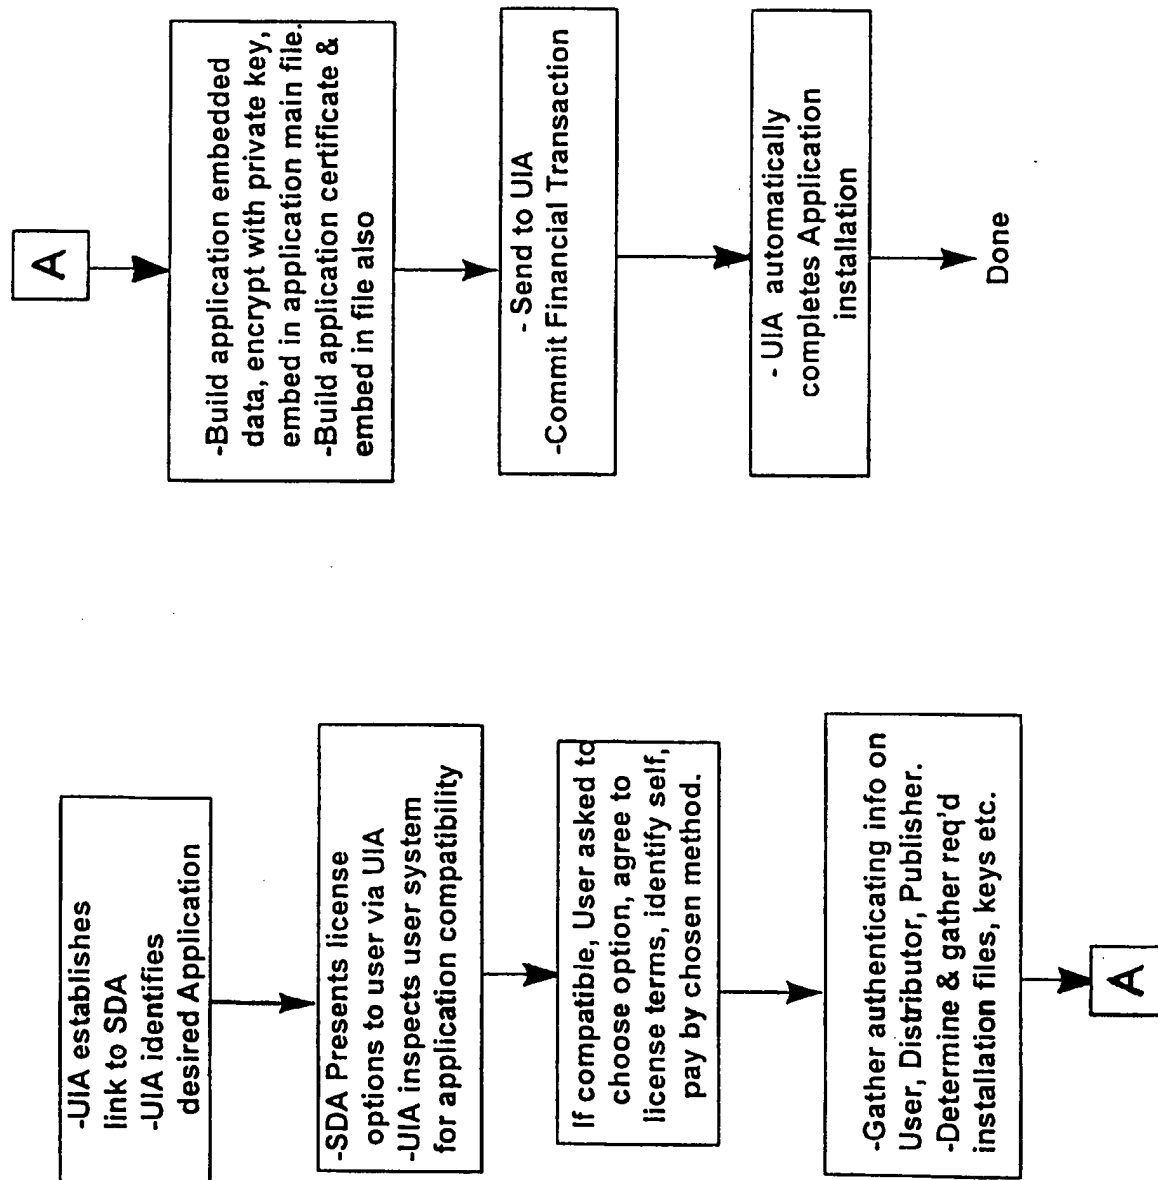 -UIA establishes
link to SDA
-UIA identifies
desired Application
-SDA Presents license
options to user via UIA
-UIA inspects user system
for application compatibility
If compatible, User asked to
choose option, agree to
license terms, identify self,
pay by chosen method.
-Gather authenticating info on
User, Distributor, Publisher.
-Determine & gather req'd
installation files, keys etc.
A
A
-Build application embedded
data, encrypt with private key,
embed in application main file.
-Build application certificate &
embed in file also
- Send to UIA
-Commit Financial Transaction
- UIA automatically
completes Application
installation
Done